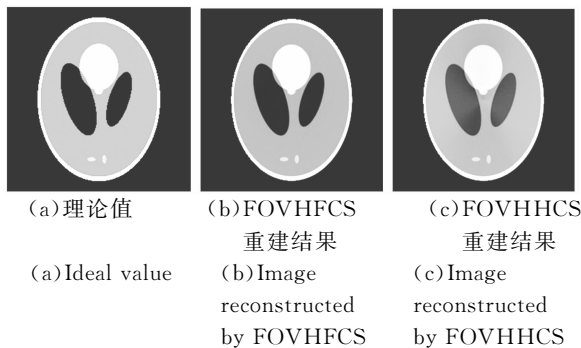 (a)理论值
(b)FOVHFCS
重建结果
(c)FOVHHCS
重建结果
(a)Ideal value
(b)Image
reconstructed
by FOVHFCS
(c)Image
reconstructed
by FOVHHCS